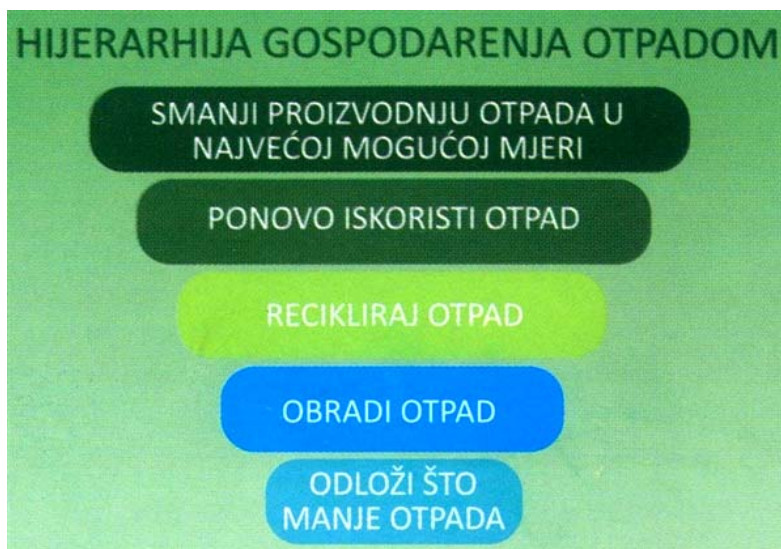 HIJERARHIJA GOSPODARENJA OTPADOM
SMANJI PROIZVODNJU OTPADA U
NAJVEĆOJ MOGUĆOJ MJERI
PONOVO ISKORISTI OTPAD
RECIKLIRAJ OTPAD
OBRADI OTPAD
ODLOŽI ŠTO
MANJE OTPADA